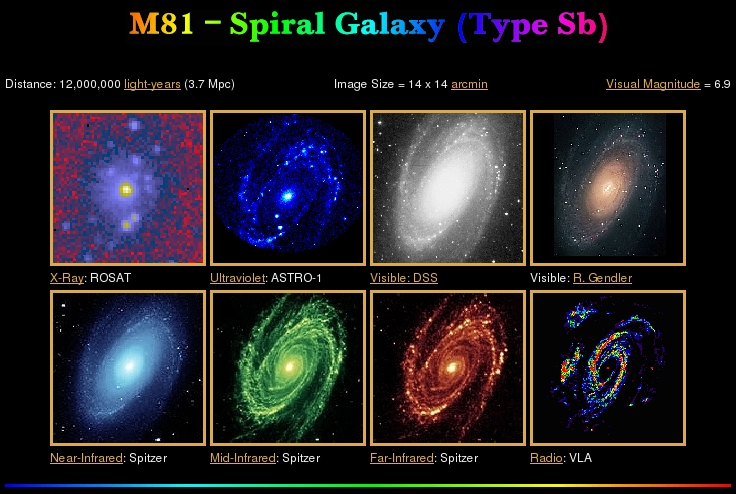 M81 – Spiral Galaxy (Type Sb)
Distance: 12,000,000 light-years (3.7 Mpc) Image Size = 14 x 14 arcmin Visual Magnitude = 6.9
X-Ray: ROSAT Ultraviolet: ASTRO-1 Visible: DSS Visible: R. Gendler
Near-Infrared: Spitzer Mid-Infrared: Spitzer Far-Infrared: Spitzer Radio: VLA